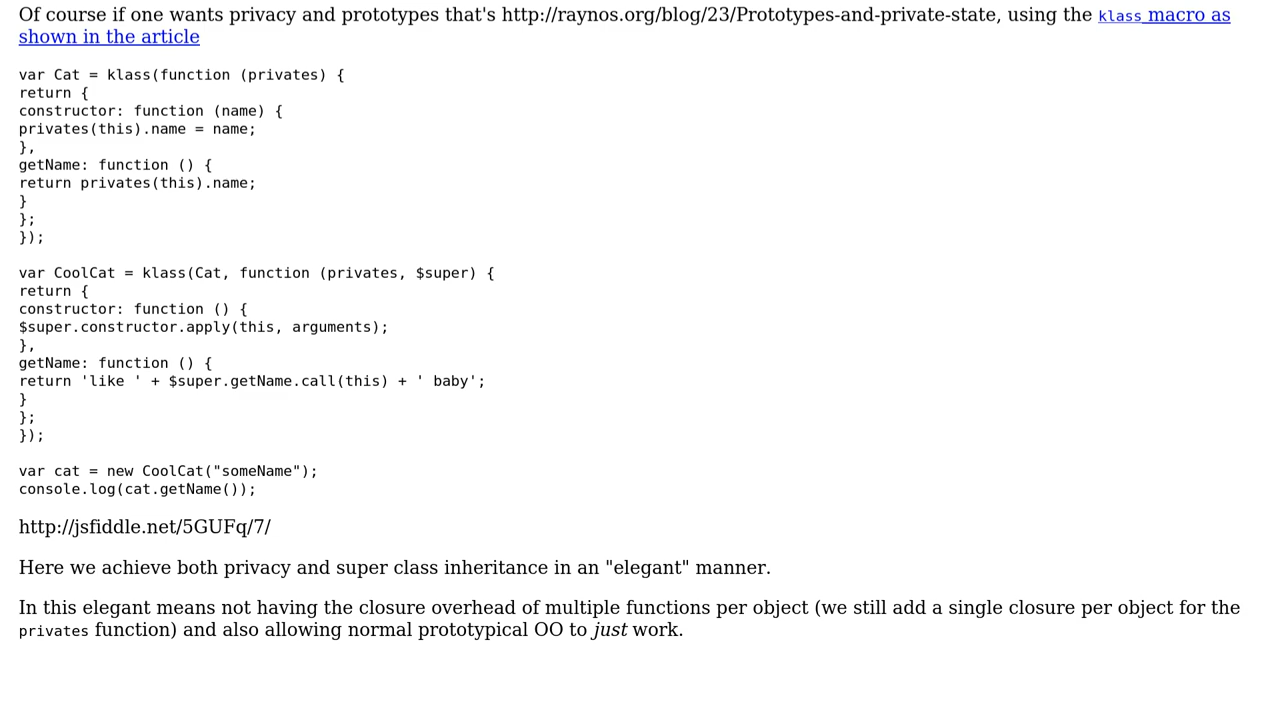 Of course if one wants privacy and prototypes that's http://raynos.org/blog/23/Prototypes-and-private-state, using the klass macro as
shown in the article
var Cat = klass(function (privates) {
return {
constructor: function (name) {
privates(this).name = name;
},
getName: function () {
return privates(this).name;
}
};
});
var CoolCat = klass(Cat, function (privates, $super) {
return {
constructor: function () {
$super.constructor.apply(this, arguments);
},
getName: function () {
return 'like ' + $super.getName.call(this) + ' baby';
}
};
});
var cat = new CoolCat("someName");
console.log(cat.getName());
http://jsfiddle.net/5GUFq/7/
Here we achieve both privacy and super class inheritance in an "elegant" manner.
In this elegant means not having the closure overhead of multiple functions per object (we still add a single closure per object for the
privates function) and also allowing normal prototypical OO to just work.